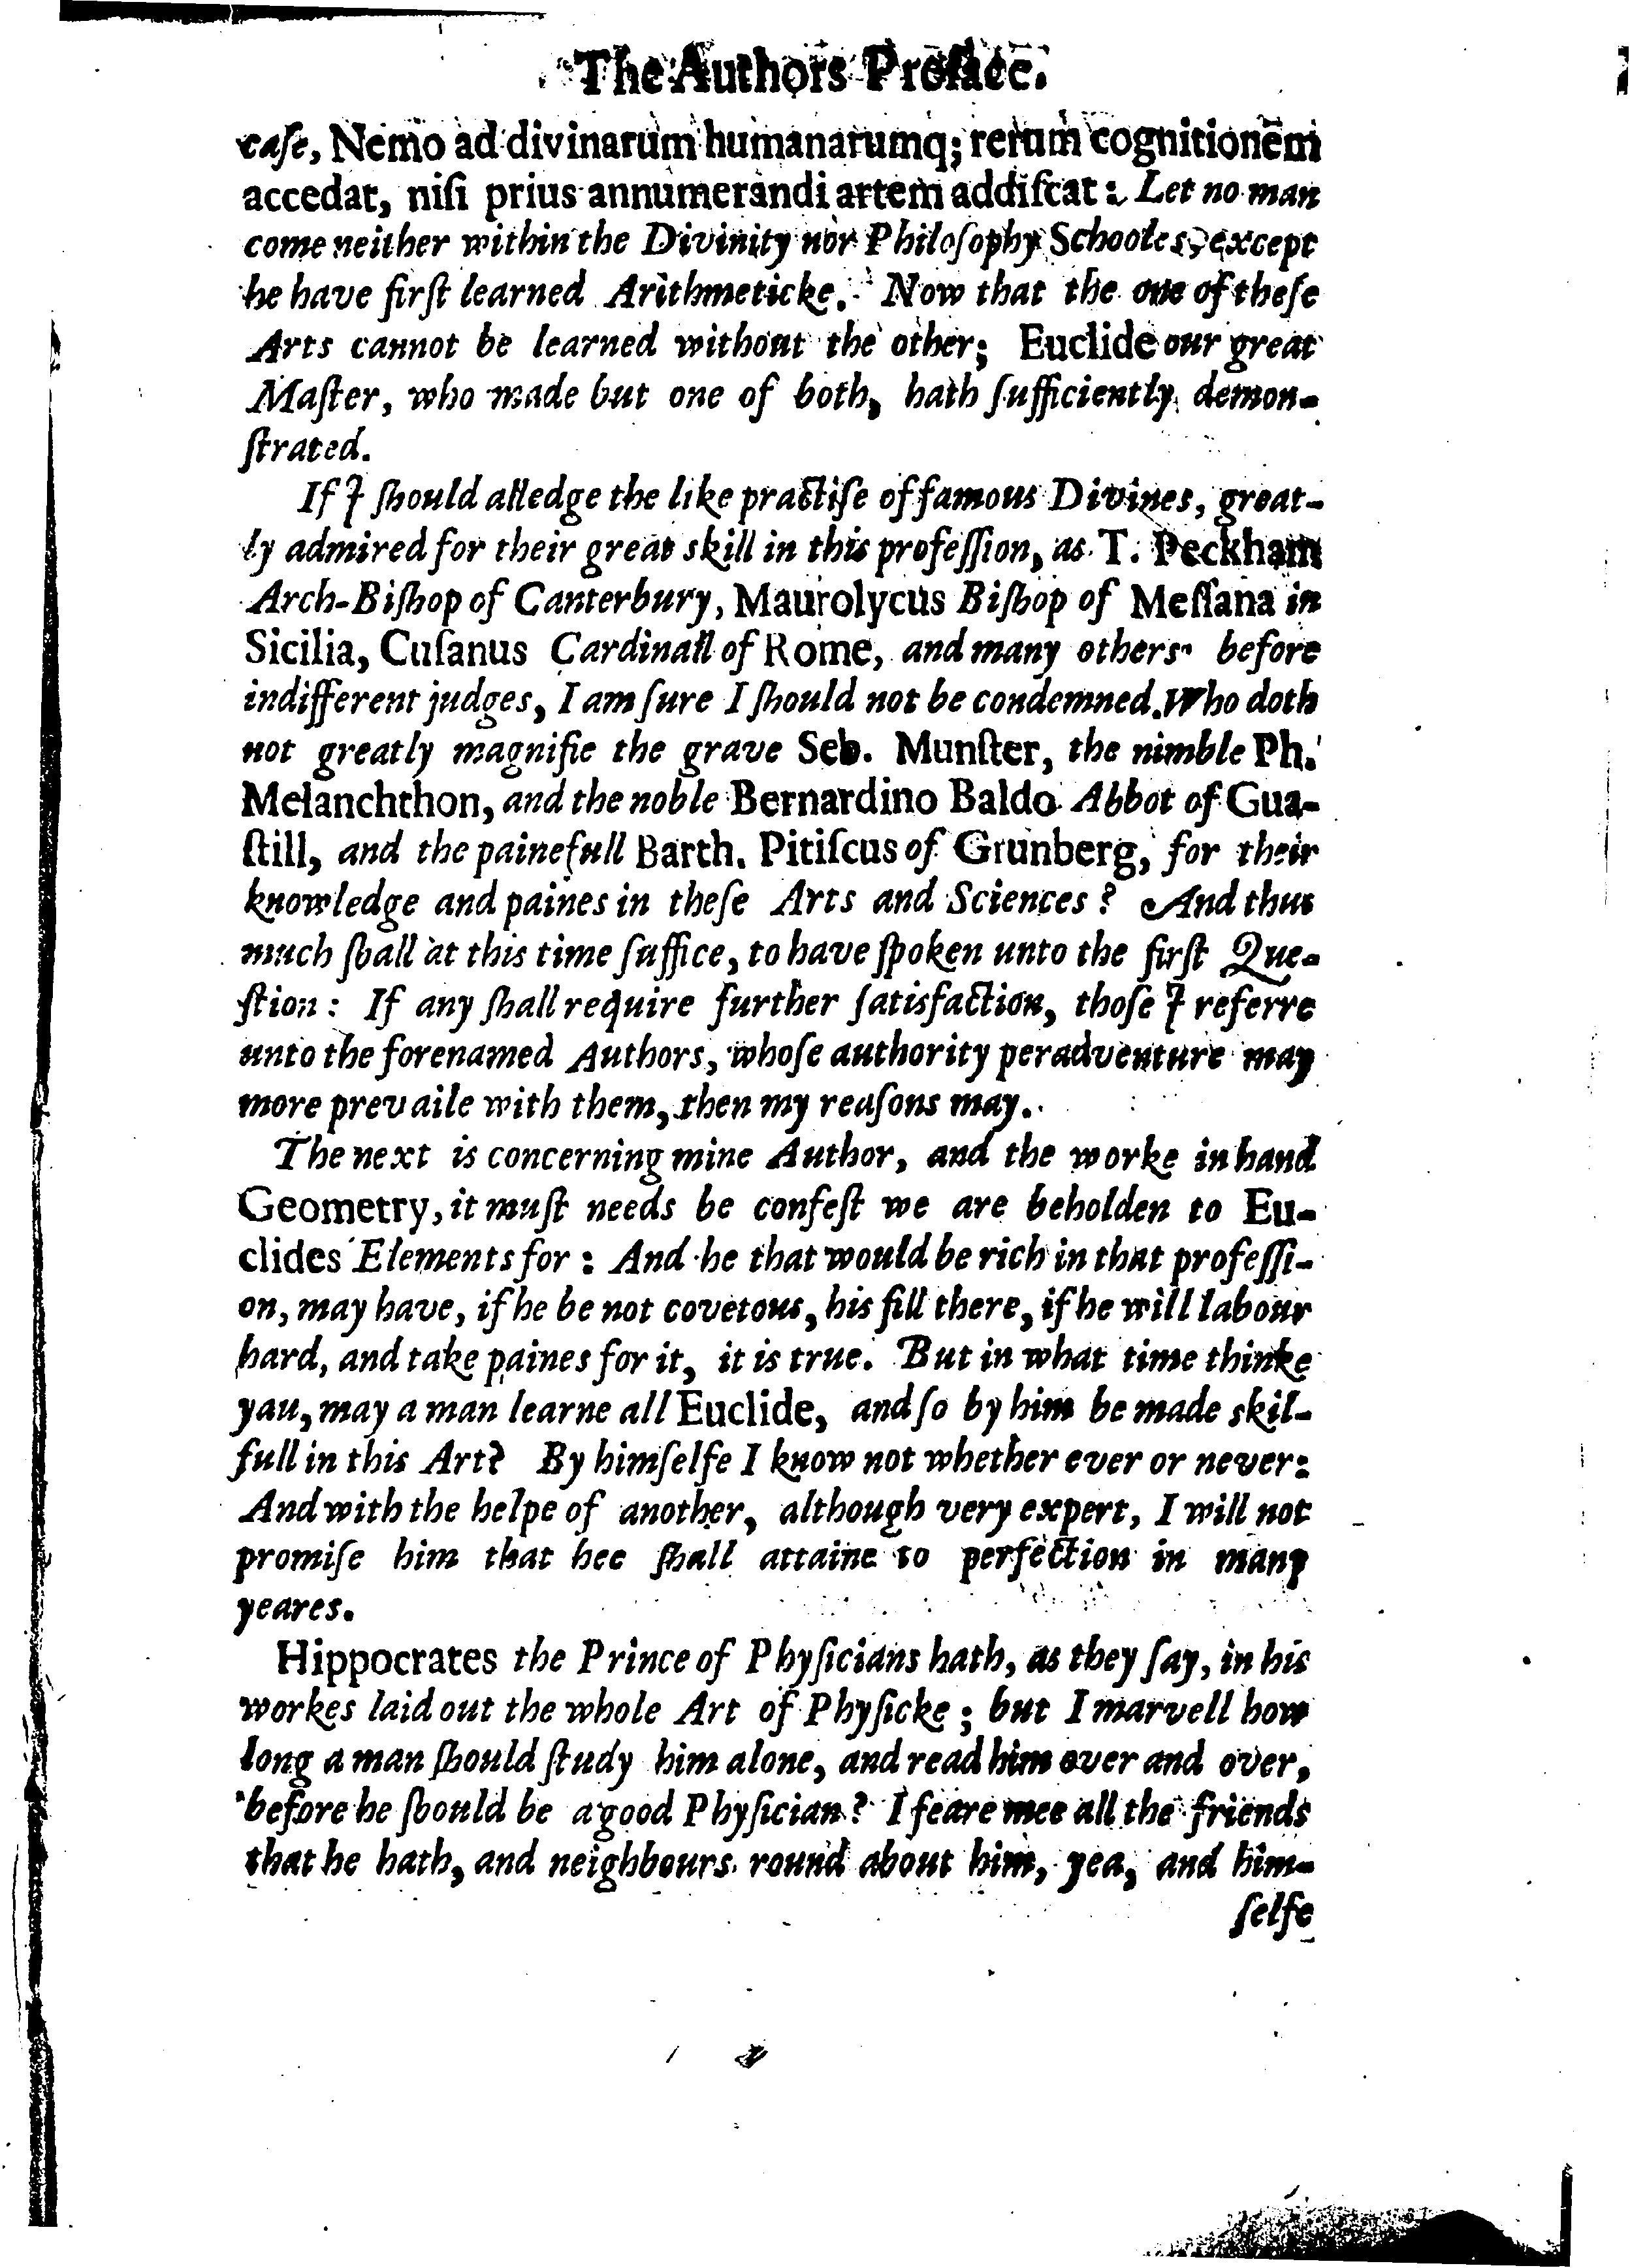 The Authors Preface.
caſe, Nemo ad divinarum humanarumq; rerum cognitionem
accedat, niſi prius annumerandi artem addiſcat: Let no man
come neither within the Divinity nor Philoſophy Schooles, except
he have firſt learned Arithmeticke. Now that the one of theſe
Arts cannot be learned without the other; Euclide our great
Maſter, who made but one of both, hath ſufficiently demon-
ſtrated.
If I ſhould alledge the like practiſe of famous Divines, great-
ly admired for their great skill in this profeſſion, as T. Peckham
Arch-Biſhop of Canterbury, Maurolycus Biſhop of Meſſana in
Sicilia, Cuſanus Cardinall of Rome, and many others before
indifferent judges, I am ſure I ſhould not be condemned. Who doth
not greatly magnifie the grave Seb. Munſter, the nimble Ph.
Melanchthon, and the noble Bernardino Baldo Abbot of Gua-
ſtill, and the painefull Barth. Pitiſcus of Grunberg, for their
knowledge and paines in theſe Arts and Sciences? And thus
much ſhall at this time ſuffice, to have ſpoken unto the firſt Que-
ſtion: If any ſhall require further ſatisfaction, thoſe I referre
unto the forenamed Authors, whoſe authority peradventure may
more prevaile with them, then my reaſons may.
The next is concerning mine Author, and the worke in hand
Geometry, it muſt needs be confeſt we are beholden to Eu-
clides Elements for: And he that would be rich in that profeſſi-
on, may have, if he be not covetous, his fill there, if he will labour
hard, and take paines for it, it is true. But in what time thinke
yau, may a man learne all Euclide, and ſo by him be made skil-
full in this Art? By himſelfe I know not whether ever or never:
And with the helpe of another, although very expert, I will not
promiſe him that hee ſhall attaine to perfection in many
yeares.
Hippocrates the Prince of Phyſicians hath, as they ſay, in his
workes laid out the whole Art of Phyſicke; but I marvell how
long a man ſhould ſtudy him alone, and read him over and over,
before he ſhould be a good Phyſician? I feare mee all the friends
that he hath, and neighbours round about him, yea, and him-
ſelfe